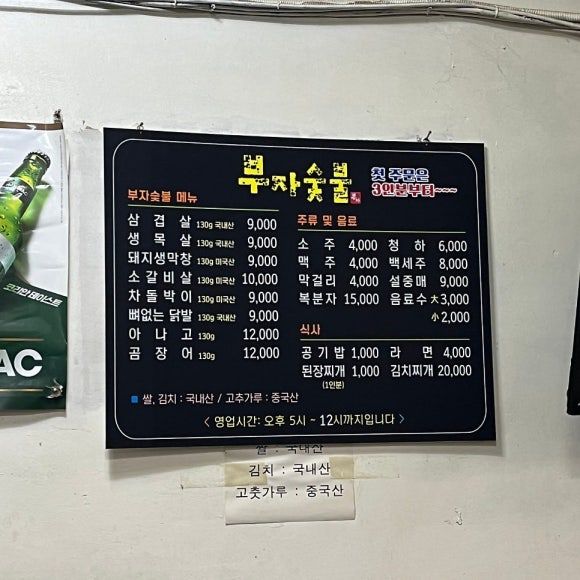 부자숯불
첫 주문은
3인분부터~~~
부자숯불 메뉴
삼겹살 130g 국내산 9,000
생목살 130g 국내산 9,000
돼지생막창 130g 미국산 9,000
소갈비살 130g 미국산 10,000
차돌박이 130g 미국산 9,000
뼈없는 닭발 130g 국내산 9,000
아나고 130g 12,000
곰장어 130g 12,000
주류 및 음료
소주 4,000 청하 6,000
맥주 4,000 백세주 8,000
막걸리 4,000 설중매 9,000
복분자 15,000 음료수 大 3,000
小 2,000
식사
공기밥 1,000 라면 4,000
된장찌개 1,000 김치찌개 20,000
(1인분)
쌀, 김치 : 국내산 / 고추가루 : 중국산
< 영업시간: 오후 5시 ~ 12시까지입니다 >
쌀 : 국내산
김치 : 국내산
고춧가루 : 중국산
AC